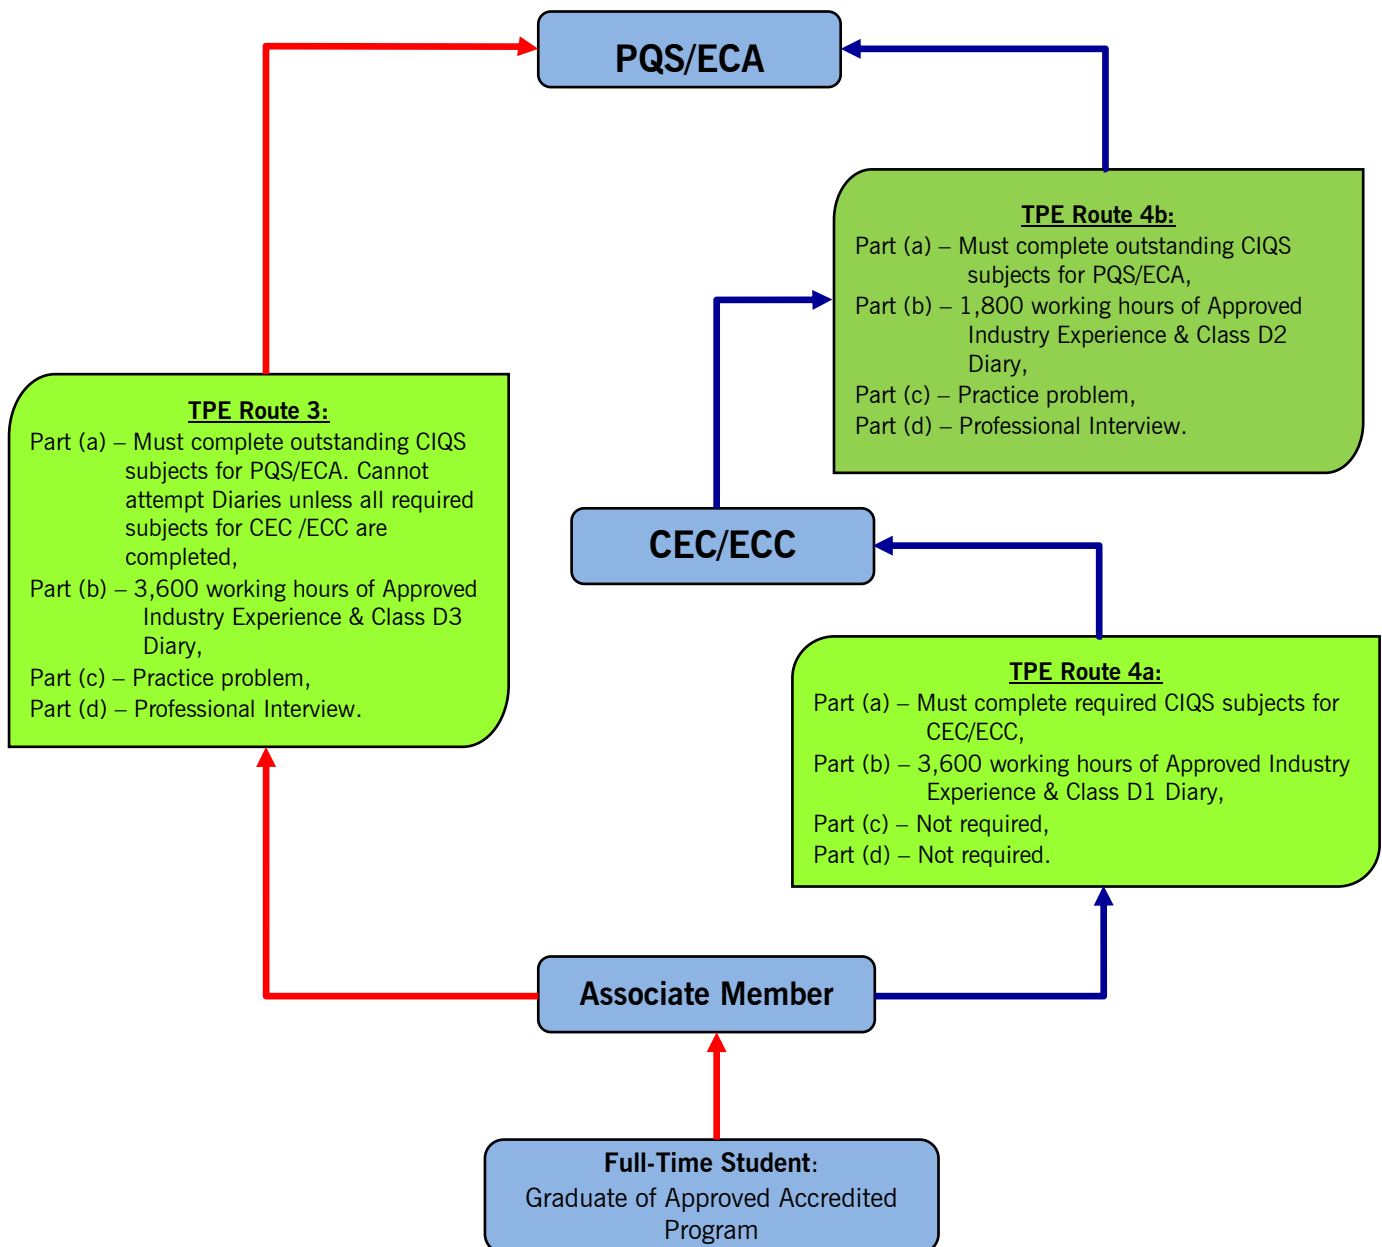 PQS/ECA
TPE Route 4b:
Part (a) – Must complete outstanding CIQS
subjects for PQS/ECA,
Part (b) – 1,800 working hours of Approved
Industry Experience & Class D2
Diary,
Part (c) – Practice problem,
Part (d) – Professional Interview.
TPE Route 3:
Part (a) – Must complete outstanding CIQS
subjects for PQS/ECA. Cannot
attempt Diaries unless all required
subjects for CEC /ECC are
completed,
Part (b) – 3,600 working hours of Approved
Industry Experience & Class D3
Diary,
Part (c) – Practice problem,
Part (d) – Professional Interview.
CEC/ECC
TPE Route 4a:
Part (a) – Must complete required CIQS subjects for
CEC/ECC,
Part (b) – 3,600 working hours of Approved Industry
Experience & Class D1 Diary,
Part (c) – Not required,
Part (d) – Not required.
Associate Member
Full-Time Student:
Graduate of Approved Accredited
Program